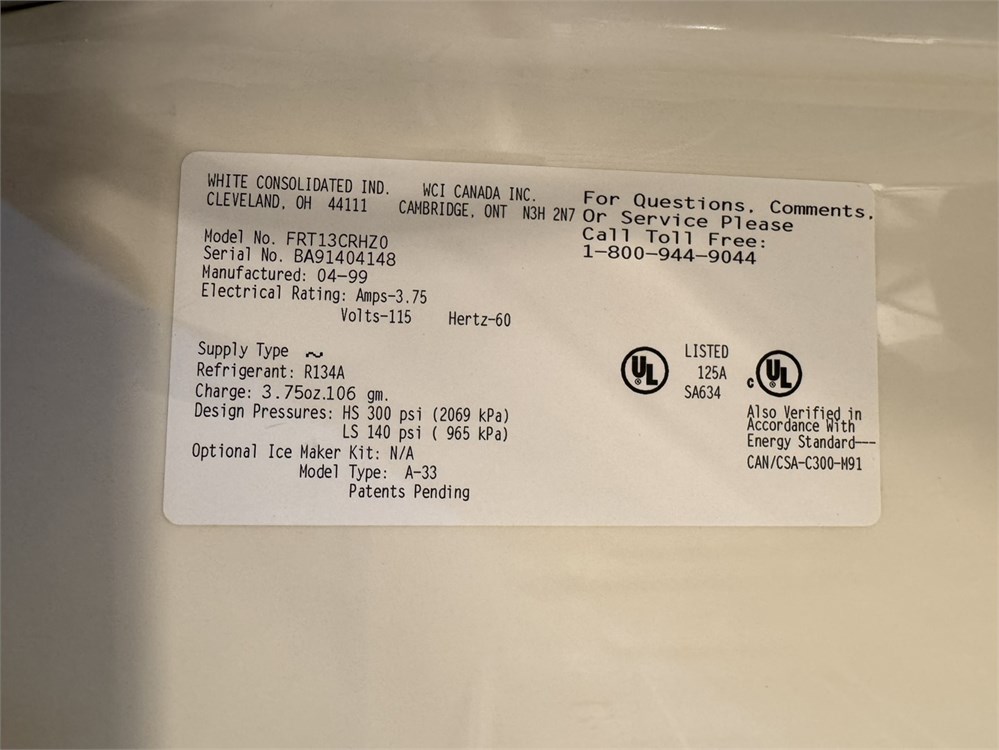 WHITE CONSOLIDATED IND. WCI CANADA INC.
CLEVELAND, OH 44111 CAMBRIDGE, ONT N3H 2N7
For Questions, Comments,
Or Service Please
Call Toll Free:
1-800-944-9044
Model No. FRT13CRHZ0
Serial No. BA91404148
Manufactured: 04-99
Electrical Rating: Amps-3.75
Volts-115 Hertz-60
Supply Type ~
Refrigerant: R134A
Charge: 3.75oz.106 gm.
Design Pressures: HS 300 psi (2069 kPa)
LS 140 psi ( 965 kPa)
Optional Ice Maker Kit: N/A
Model Type: A-33
Patents Pending
UL ®
LISTED
125A
SA634
c UL ®
Also Verified in
Accordance With
Energy Standard---
CAN/CSA-C300-M91